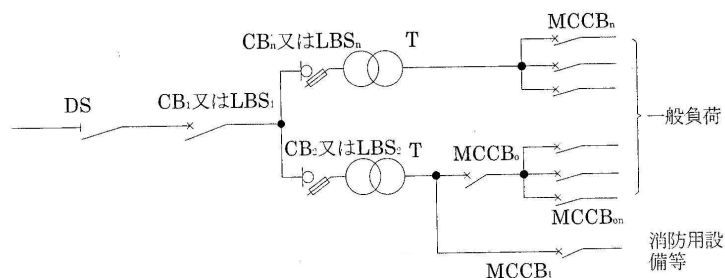 CBn又はLBSn T
MCCBn
DS
CB₁又はLBS₁
一般負荷
CB₂又はLBS₂ T
MCCB₀
MCCB₀n
消防用設
備等
MCCB₁